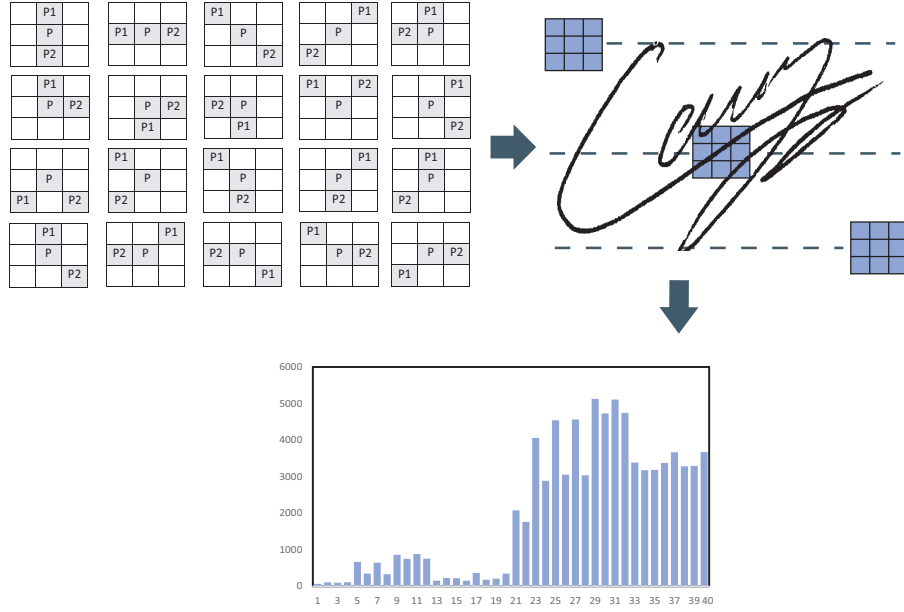 P1 P1 P1 P1
P P1 P P2 P P P2 P
P2 P2 P2
P1 P1 P2 P1
P P2 P P2 P2 P P P
P1 P1 P2
P1 P1 P1 P1
P P P P P
P1 P2 P2 P2 P2 P2
P1 P1 P1
P P2 P P2 P P P2 P P2
P2 P1 P1
6000
5000
4000
3000
2000
1000
0
1 3 5 7 9 11 13 15 17 19 21 23 25 27 29 31 33 35 37 39 40